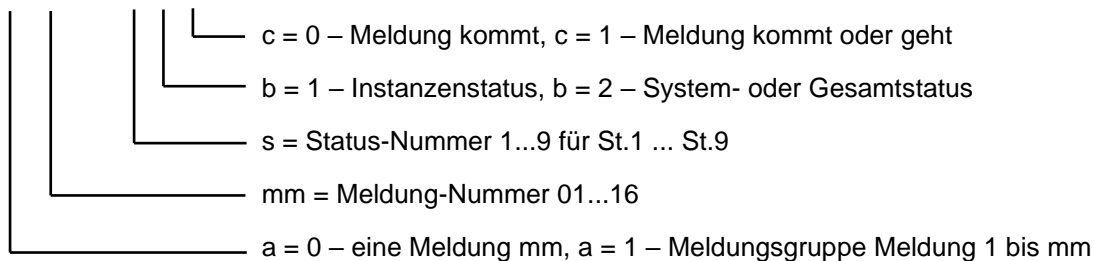 c = 0 – Meldung kommt, c = 1 – Meldung kommt oder geht
b = 1 – Instanzenstatus, b = 2 – System- oder Gesamtstatus
s = Status-Nummer 1...9 für St.1 ... St.9
mm = Meldung-Nummer 01...16
a = 0 – eine Meldung mm, a = 1 – Meldungsgruppe Meldung 1 bis mm